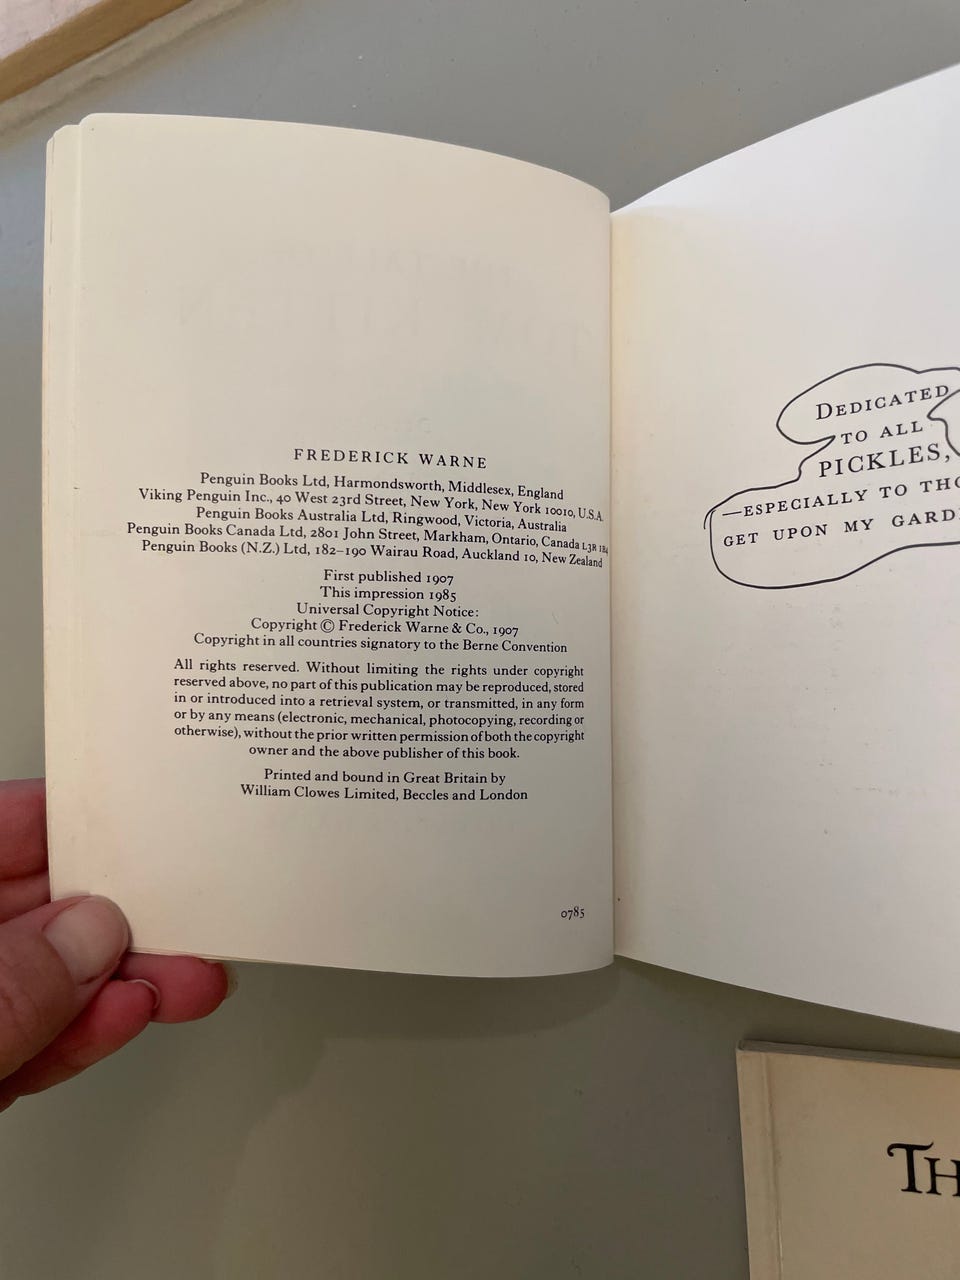 FREDERICK WARNE
Penguin Books Ltd, Harmondsworth, Middlesex, England
Viking Penguin Inc., 40 West 23rd Street, New York, New York 10010, U.S.A.
Penguin Books Australia Ltd, Ringwood, Victoria, Australia
Penguin Books Canada Ltd, 2801 John Street, Markham, Ontario, Canada L3R 1B4
Penguin Books (N.Z.) Ltd, 182–190 Wairau Road, Auckland 10, New Zealand
First published 1907
This impression 1985
Universal Copyright Notice:
Copyright © Frederick Warne & Co., 1907
Copyright in all countries signatory to the Berne Convention
All rights reserved. Without limiting the rights under copyright
reserved above, no part of this publication may be reproduced, stored
in or introduced into a retrieval system, or transmitted, in any form
or by any means (electronic, mechanical, photocopying, recording or
otherwise), without the prior written permission of both the copyright
owner and the above publisher of this book.
Printed and bound in Great Britain by
William Clowes Limited, Beccles and London
0785
DEDICATED
TO ALL
PICKLES,
—ESPECIALLY TO THO
GET UPON MY GARD
TH